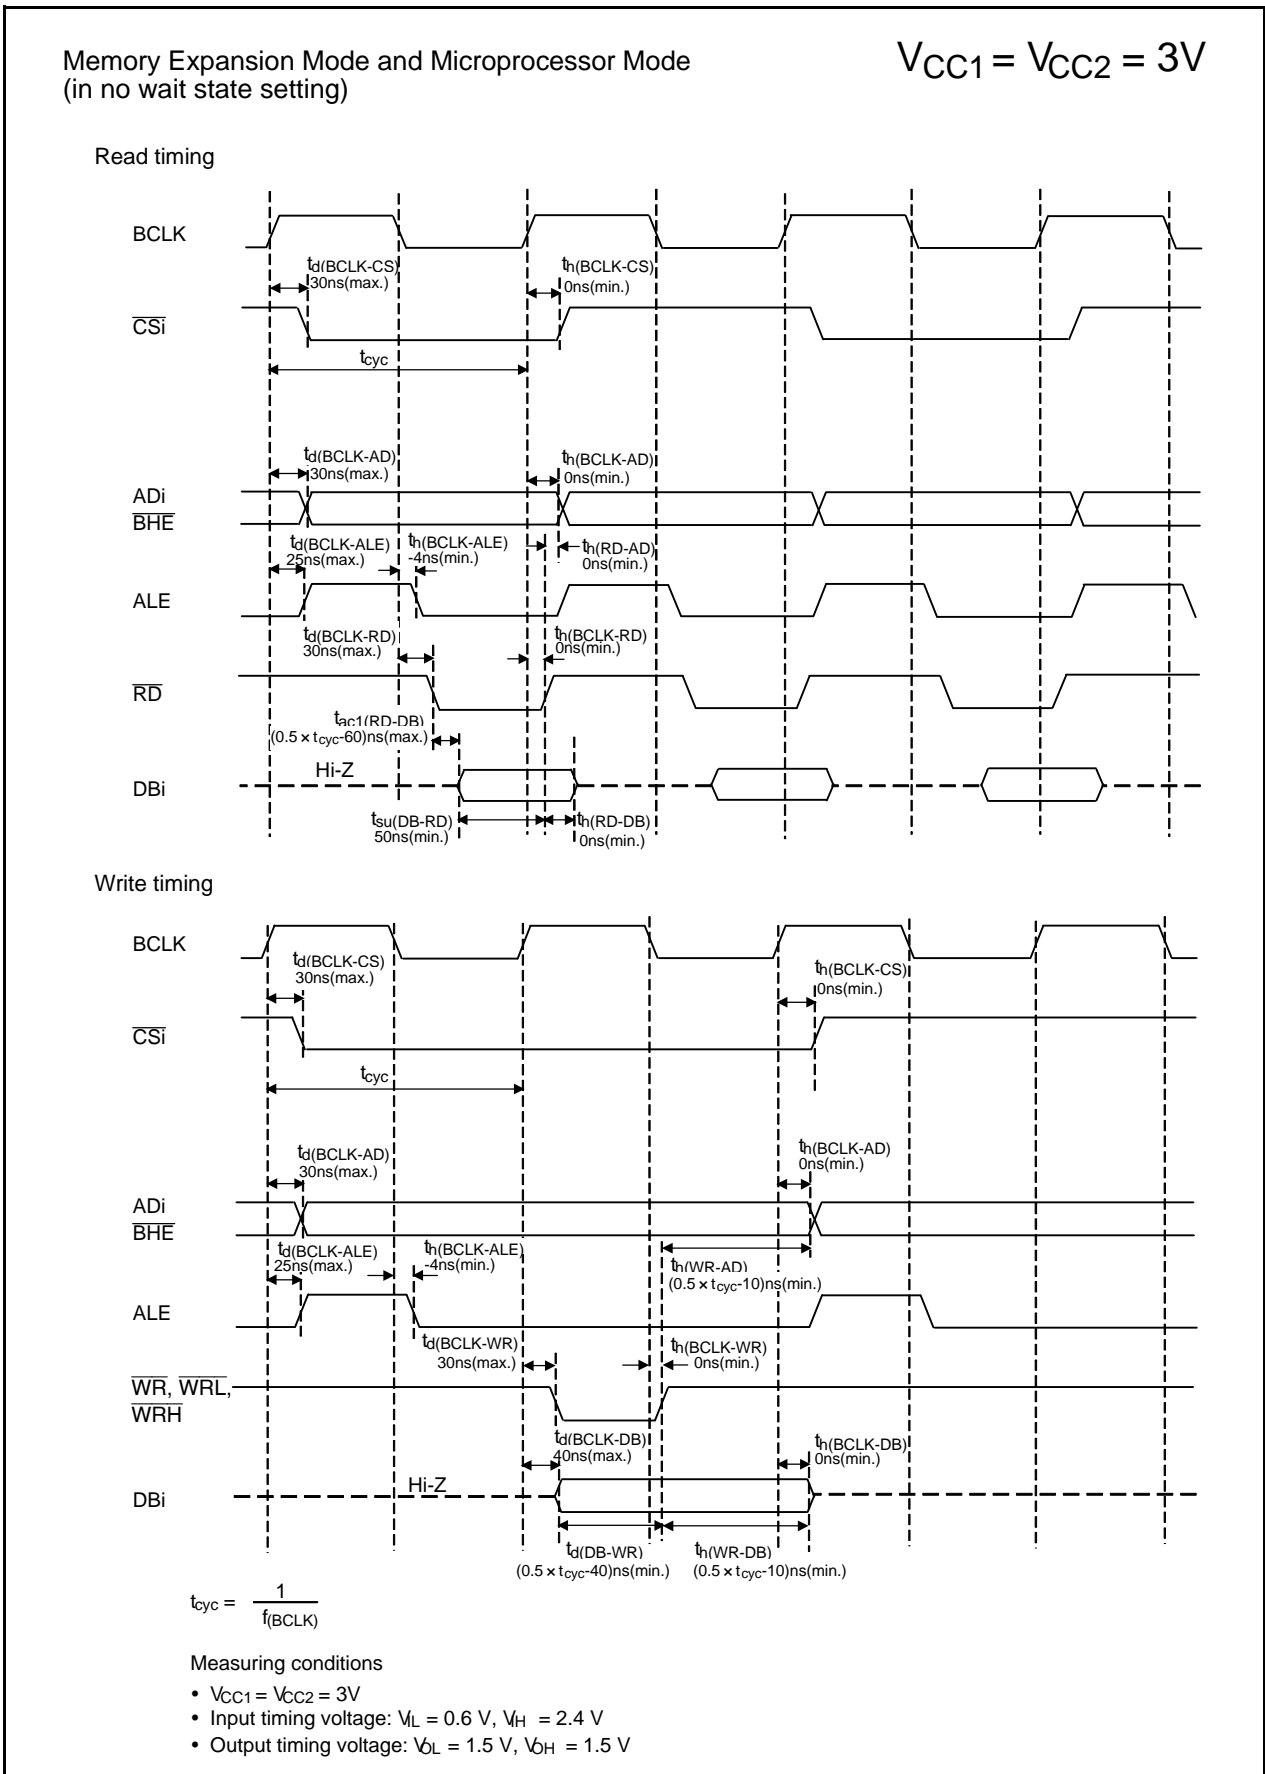 Memory Expansion Mode and Microprocessor Mode
(in no wait state setting)
VCC1 = VCC2 = 3V
Read timing
BCLK
td(BCLK-CS)
30ns(max.)
th(BCLK-CS)
0ns(min.)
CSi
tcyc
td(BCLK-AD)
30ns(max.)
th(BCLK-AD)
0ns(min.)
ADi
BHE
td(BCLK-ALE)
25ns(max.)
th(BCLK-ALE)
-4ns(min.)
th(RD-AD)
0ns(min.)
ALE
td(BCLK-RD)
30ns(max.)
th(BCLK-RD)
0ns(min.)
RD
tac1(RD-DB)
(0.5 × tcyc-60)ns(max.)
Hi-Z
DBi
tsu(DB-RD)
50ns(min.)
th(RD-DB)
0ns(min.)
Write timing
BCLK
td(BCLK-CS)
30ns(max.)
th(BCLK-CS)
0ns(min.)
CSi
tcyc
td(BCLK-AD)
30ns(max.)
th(BCLK-AD)
0ns(min.)
ADi
BHE
td(BCLK-ALE)
25ns(max.)
th(BCLK-ALE)
-4ns(min.)
th(WR-AD)
(0.5 × tcyc-10)ns(min.)
ALE
td(BCLK-WR)
30ns(max.)
th(BCLK-WR)
0ns(min.)
WR, WRL,
WRH
td(BCLK-DB)
40ns(max.)
th(BCLK-DB)
0ns(min.)
Hi-Z
DBi
td(DB-WR)
(0.5 × tcyc-40)ns(min.)
th(WR-DB)
(0.5 × tcyc-10)ns(min.)
tcyc = 1
f(BCLK)
Measuring conditions
• VCC1 = VCC2 = 3V
• Input timing voltage: VIL = 0.6 V, VIH = 2.4 V
• Output timing voltage: VOL = 1.5 V, VOH = 1.5 V